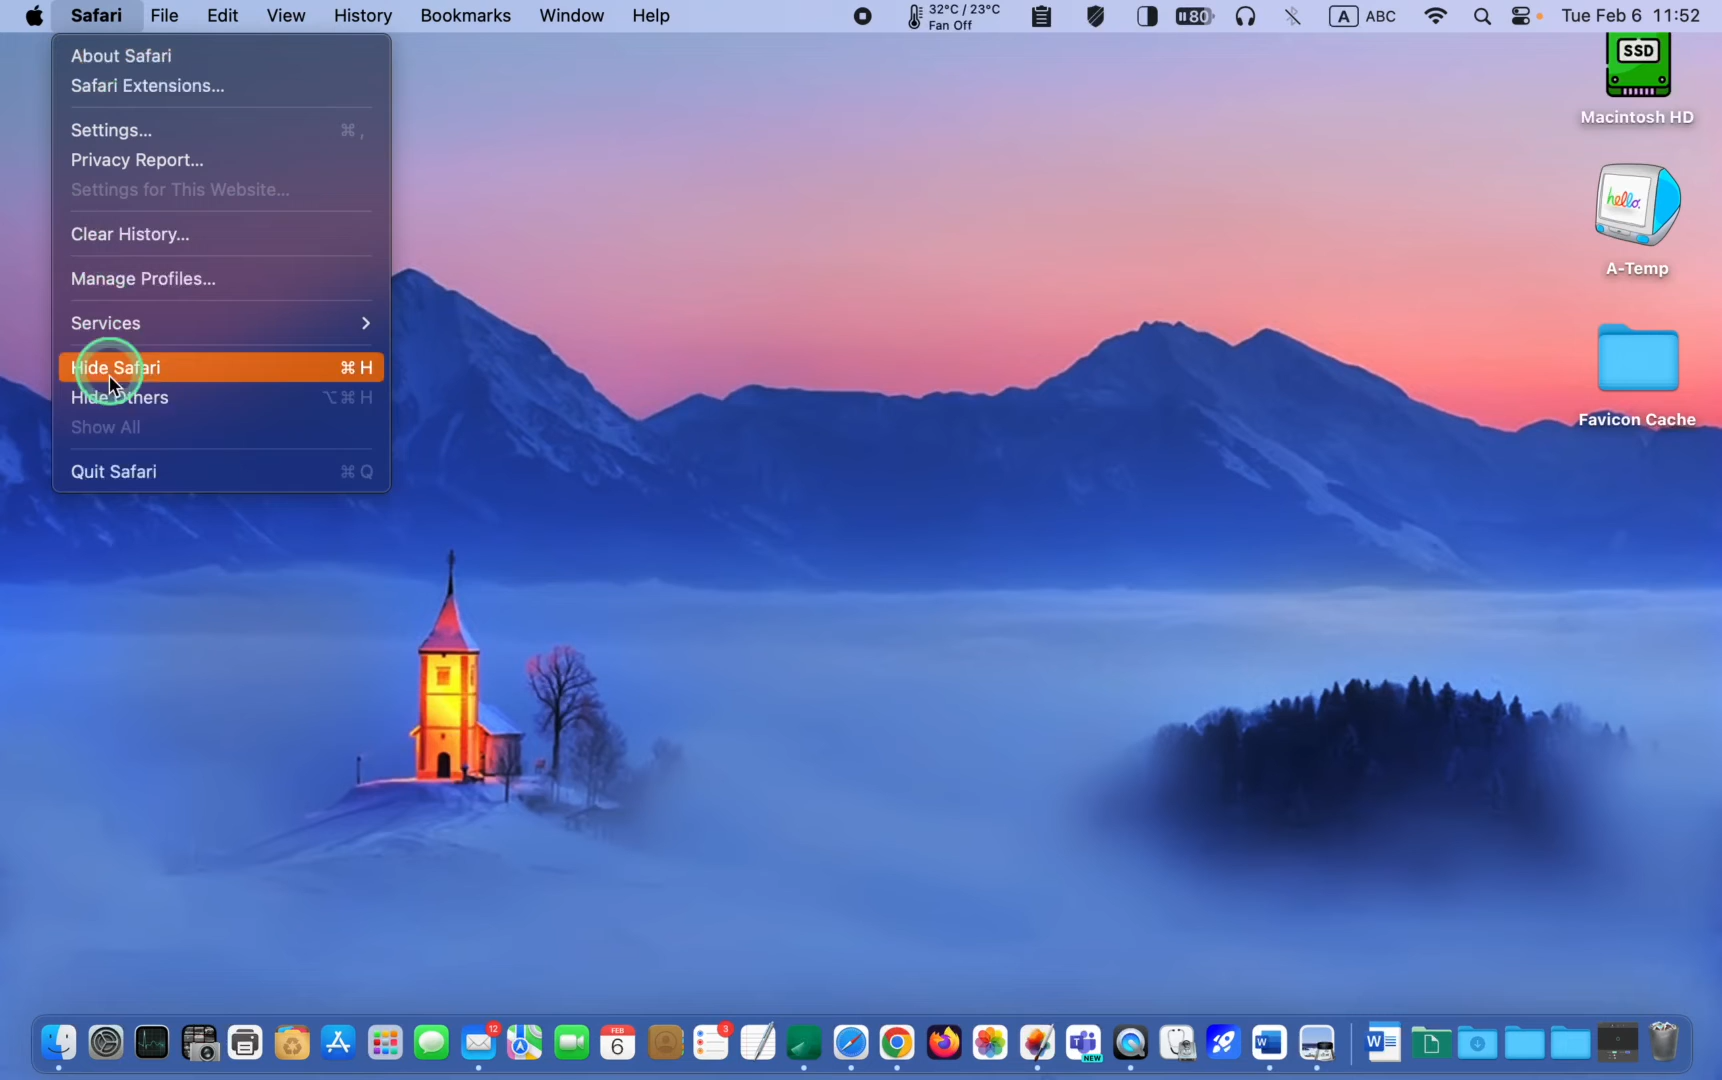 Safari File Edit View History Bookmarks Window Help 32°C / 23°C 80 A ABC Tue Feb 6 11:52
Fan Off
About Safari
Safari Extensions...
Settings... ⌘ ,
Privacy Report...
Settings for This Website...
Clear History...
Manage Profiles...
Services
Hide Safari ⌘ H
Hide Others ⌥ ⌘ H
Show All
Quit Safari ⌘ Q
SSD
Macintosh HD
hello.
A-Temp
Favicon Cache
12
FEB
6
3
T
NEW
W
W